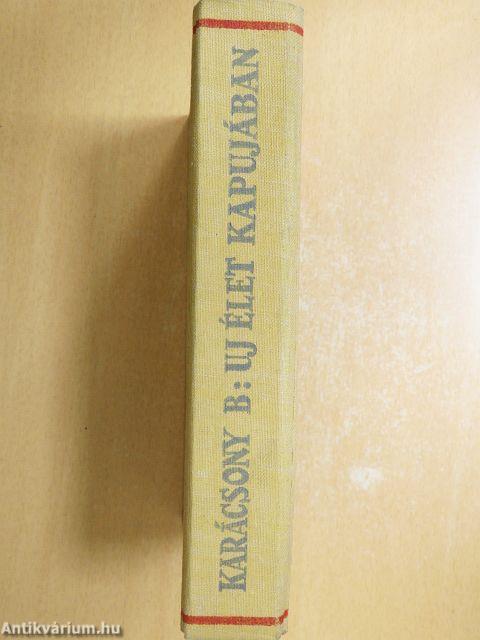 KARÁCSONY B: UJ ÉLET KAPUJÁBAN
Antikvárium.hu